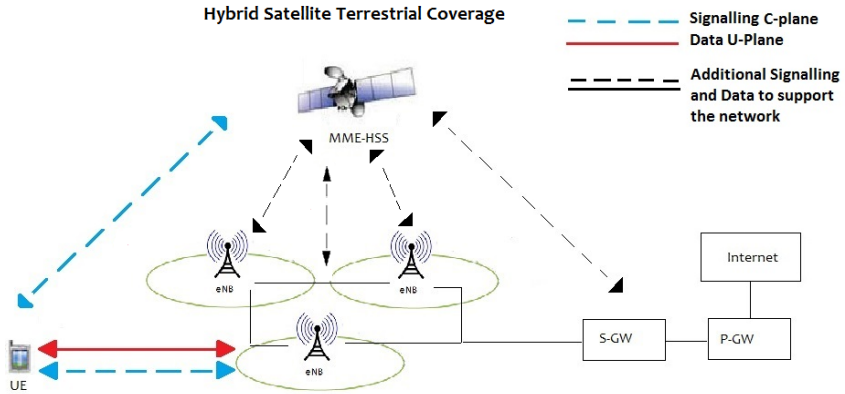 Hybrid Satellite Terrestrial Coverage
Signalling C-plane
Data U-Plane
Additional Signalling
and Data to support
the network
MME-HSS
eNB
eNB
Internet
eNB
S-GW
P-GW
UE